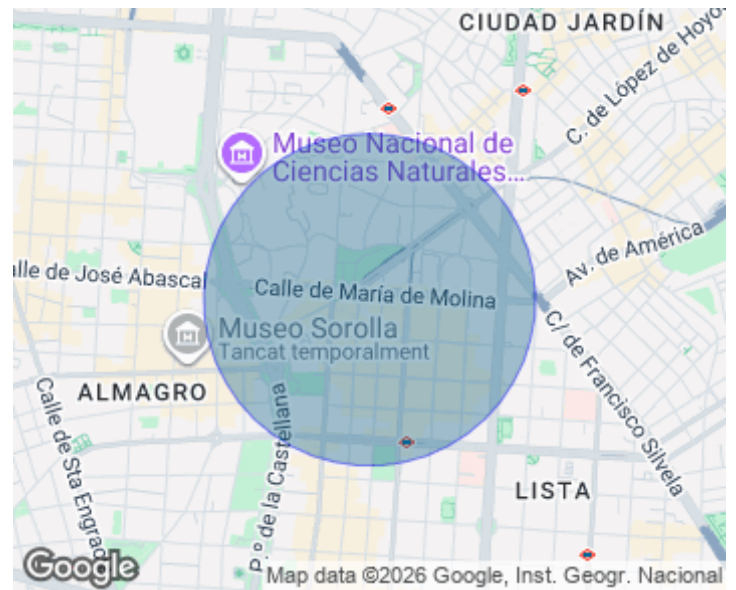 CIUDAD JARDÍN
C. de López de Hoyo
Museo Nacional de
Ciencias Naturales...
Av. de América
alle de José Abascal
Calle de María de Molina
Museo Sorolla
Tancat temporalment
C/ de Francisco Silvela
ALMAGRO
Calle de Sta Engrac
P.º de la Castellana
LISTA
Google
Map data ©2026 Google, Inst. Geogr. Nacional